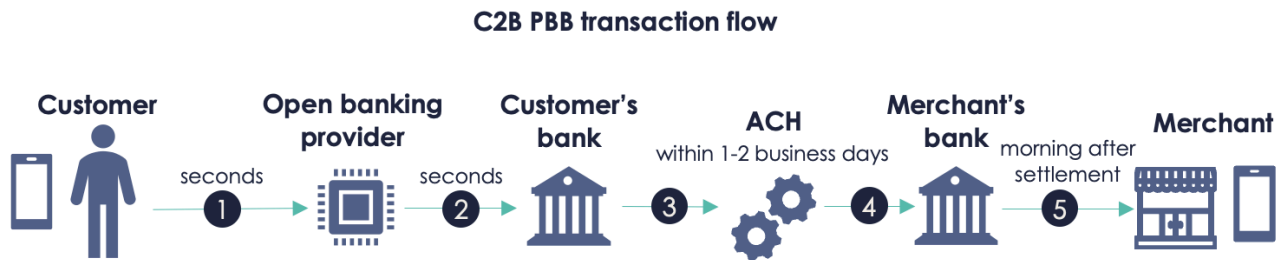 C2B PBB transaction flow
Customer
Open banking
provider
Customer's
bank
ACH
within 1-2 business days
Merchant's
bank
Merchant
seconds
1
seconds
2
3
4
morning after
settlement
5